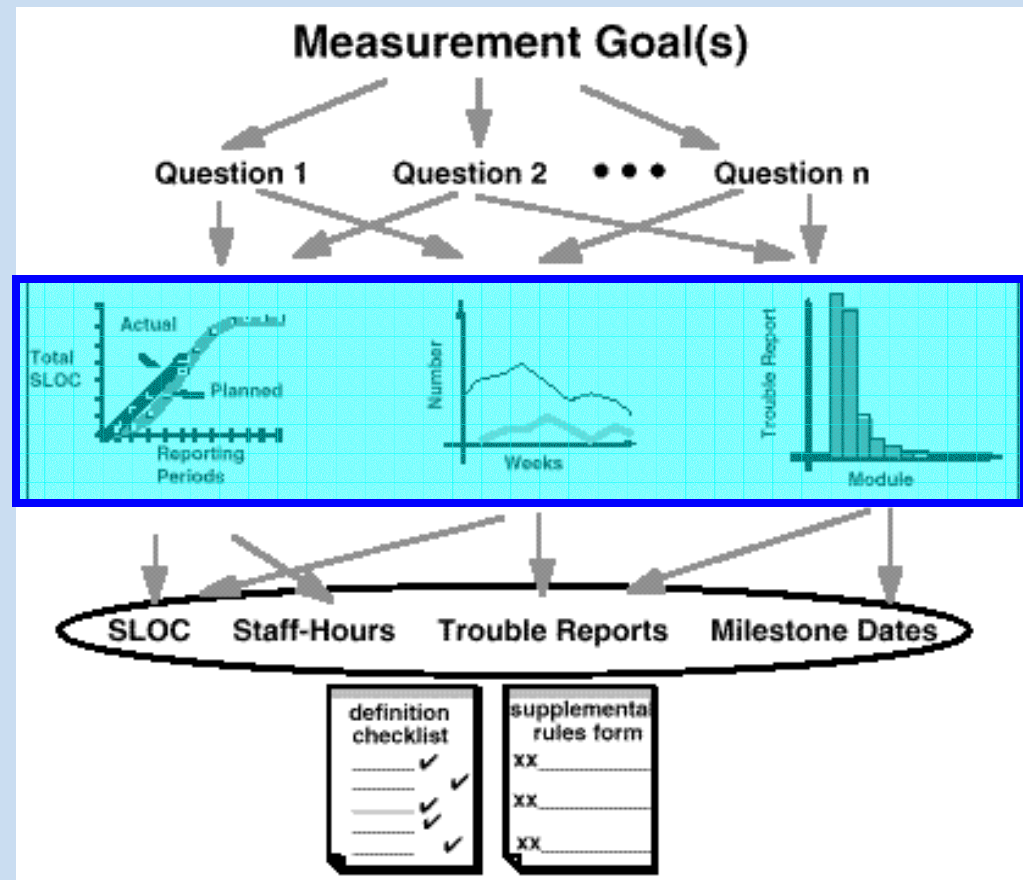 Measurement Goal(s)
Question 1 Question 2 • • • Question n
Actual
Total
SLOC
Planned
Reporting
Periods
Number
Weeks
Trouble Report
Module
SLOC Staff-Hours Trouble Reports Milestone Dates
definition
checklist
supplemental
rules form
xx
xx
xx